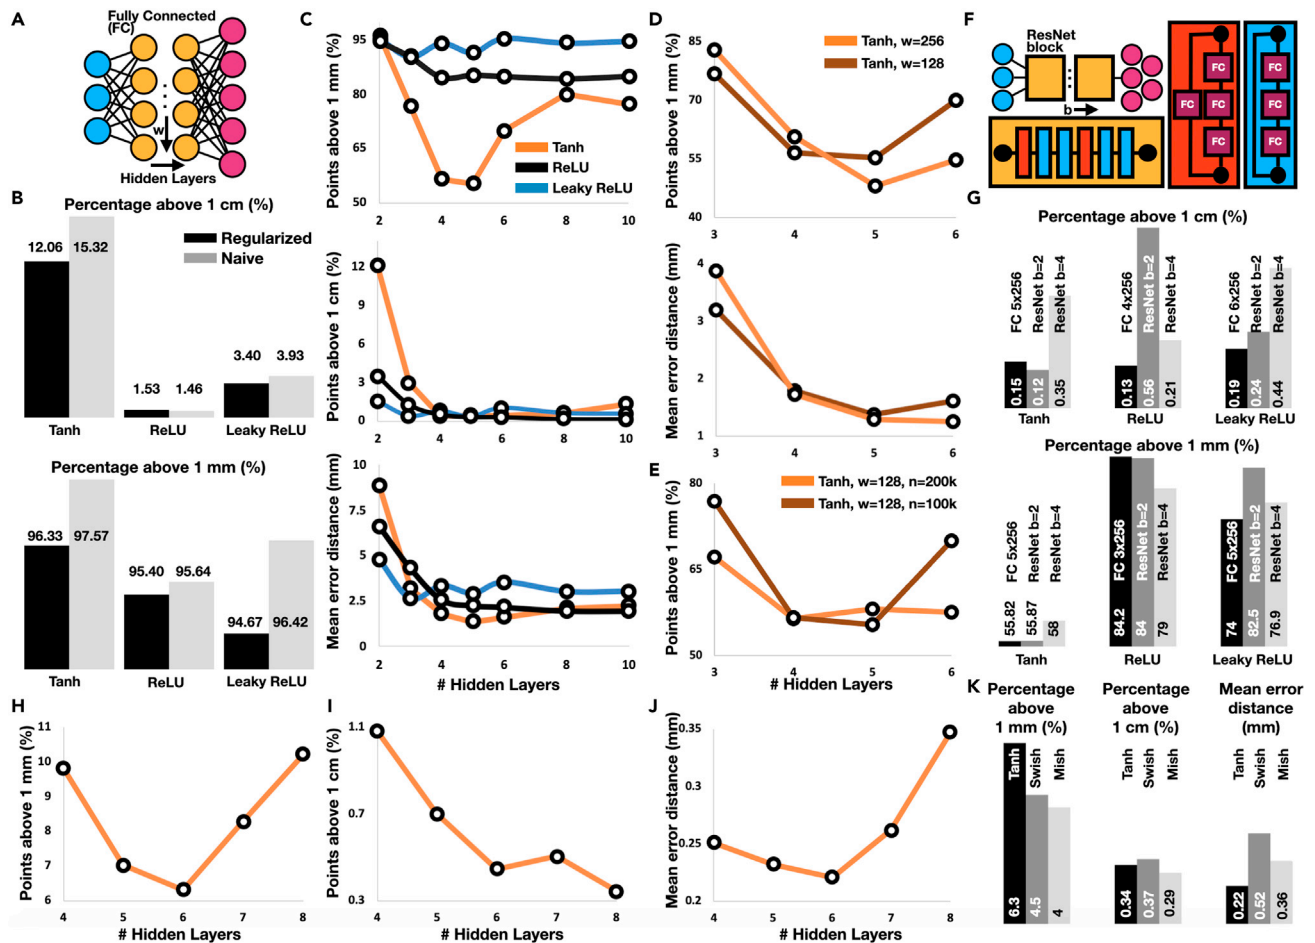 A
Fully Connected
(FC)
w
Hidden Layers
B
Percentage above 1 cm (%)
Regularized
Naive
12.06
15.32
1.53
1.46
3.40
3.93
Tanh
ReLU
Leaky ReLU
Percentage above 1 mm (%)
96.33
97.57
95.40
95.64
94.67
96.42
Tanh
ReLU
Leaky ReLU
C
Points above 1 mm (%)
95
80
65
50
Tanh
ReLU
Leaky ReLU
2 4 6 8 10
Points above 1 cm (%)
12
9
6
3
0
2 4 6 8 10
Mean error distance (mm)
10
7.5
5
2.5
0
2 4 6 8 10
# Hidden Layers
D
Points above 1 mm (%)
85
70
55
40
Tanh, w=256
Tanh, w=128
3 4 5 6
Mean error distance (mm)
4
3
2
1
3 4 5 6
E
Points above 1 mm (%)
80
65
50
Tanh, w=128, n=200k
Tanh, w=128, n=100k
3 4 5 6
# Hidden Layers
F
ResNet
block
b
FC
FC
FC
FC
FC
FC
FC
FC
G
Percentage above 1 cm (%)
FC 5x256
ResNet b=2
ResNet b=4
0.15
0.12
0.35
Tanh
FC 4x256
ResNet b=2
ResNet b=4
0.13
0.56
0.21
ReLU
FC 6x256
ResNet b=2
ResNet b=4
0.19
0.24
0.44
Leaky ReLU
Percentage above 1 mm (%)
FC 5x256
ResNet b=2
ResNet b=4
55.82
55.87
58
Tanh
FC 3x256
ResNet b=2
ResNet b=4
84.2
84
79
ReLU
FC 5x256
ResNet b=2
ResNet b=4
74
82.5
76.9
Leaky ReLU
H
Points above 1 mm (%)
11
10
9
8
7
6
4 5 6 7 8
# Hidden Layers
I
Points above 1 cm (%)
1.1
0.7
0.3
4 5 6 7 8
# Hidden Layers
J
Mean error distance (mm)
0.35
0.3
0.25
0.2
4 5 6 7 8
# Hidden Layers
K
Percentage
above
1 mm (%)
Tanh
Swish
Mish
6.3
4.5
4
Percentage
above
1 cm (%)
Tanh
Swish
Mish
0.34
0.37
0.29
Mean error
distance
(mm)
Tanh
Swish
Mish
0.22
0.52
0.36